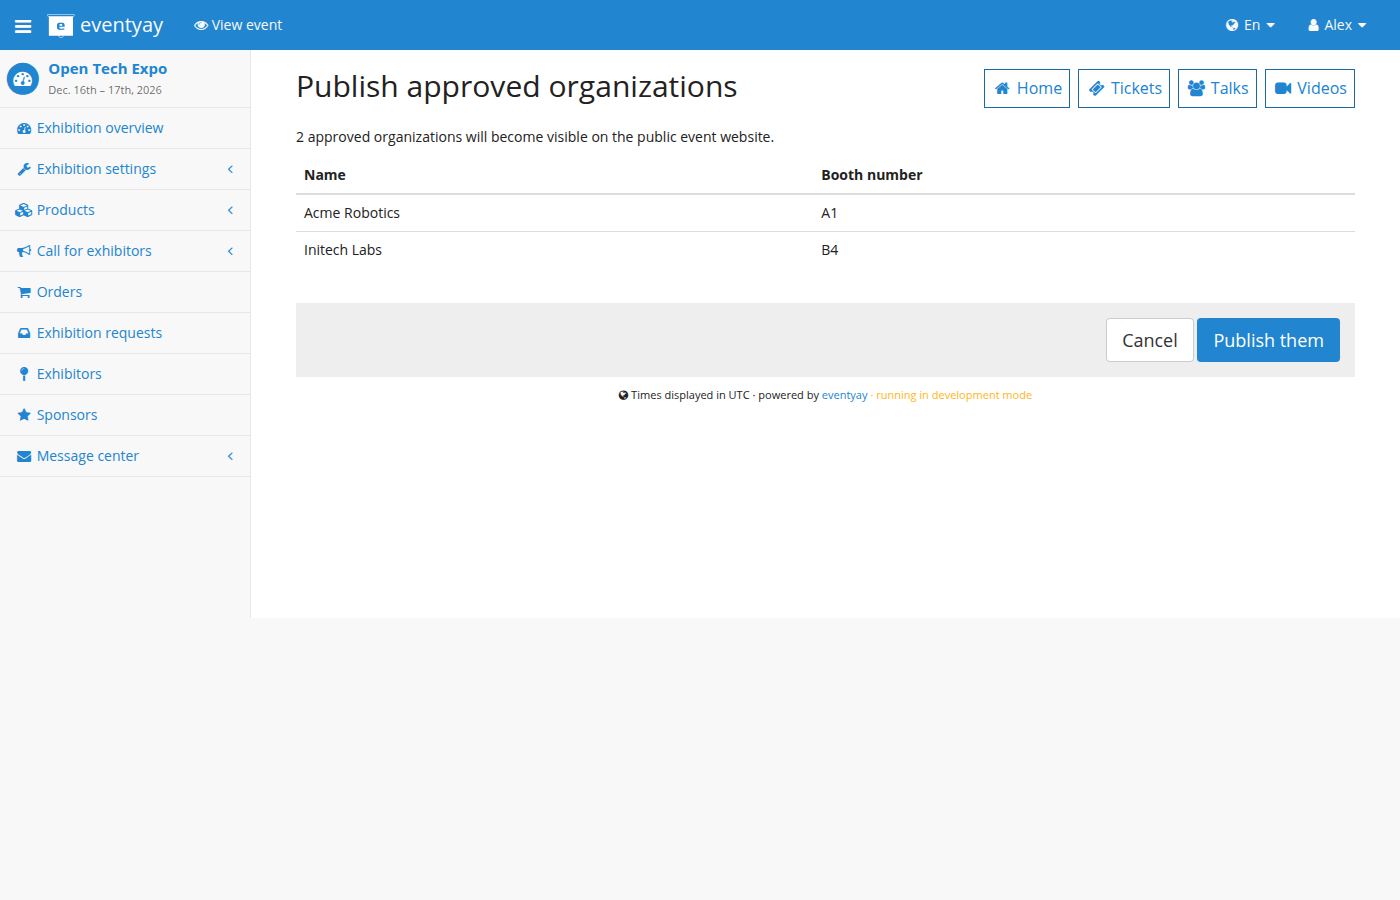 eventyay
View event
En
Alex
Open Tech Expo
Dec. 16th – 17th, 2026
Exhibition overview
Exhibition settings
Products
Call for exhibitors
Orders
Exhibition requests
Exhibitors
Sponsors
Message center
Publish approved organizations
Home
Tickets
Talks
Videos
2 approved organizations will become visible on the public event website.
Name Booth number
Acme Robotics A1
Initech Labs B4
Cancel
Publish them
Times displayed in UTC · powered by eventyay · running in development mode